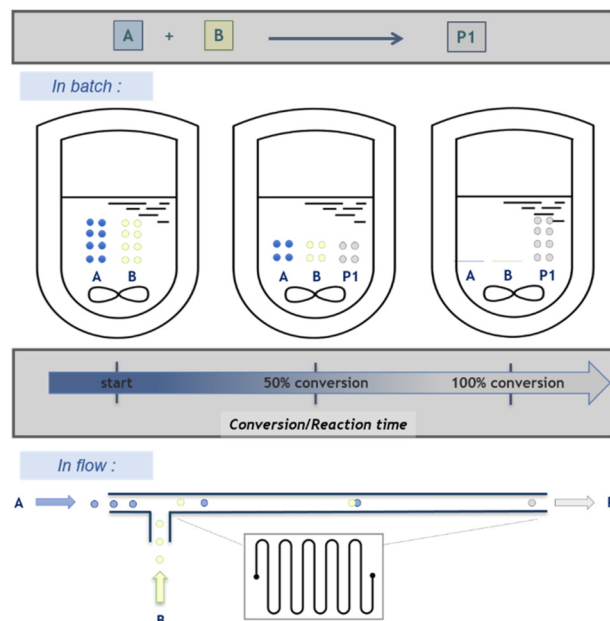 A + B P1
In batch :
A B
A B P1
A B P1
start 50% conversion 100% conversion
Conversion/Reaction time
In flow :
A P
B